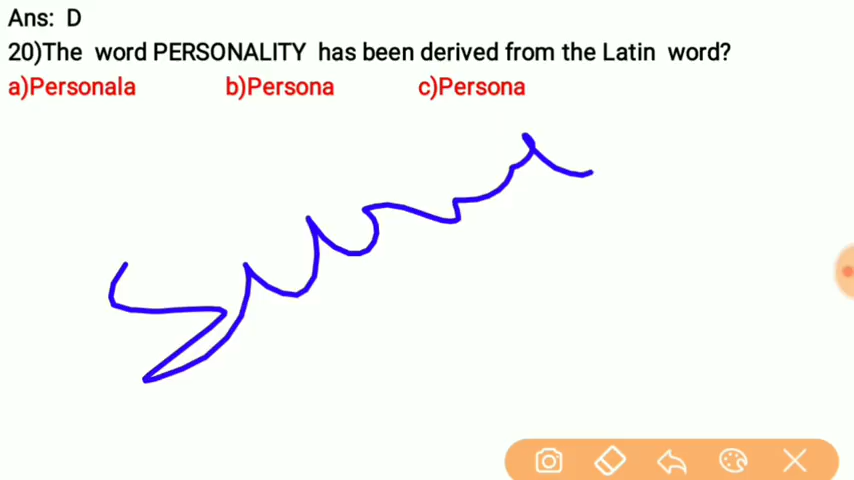 Ans: D
20)The word PERSONALITY has been derived from the Latin word?
a)Personala b)Persona c)Persona